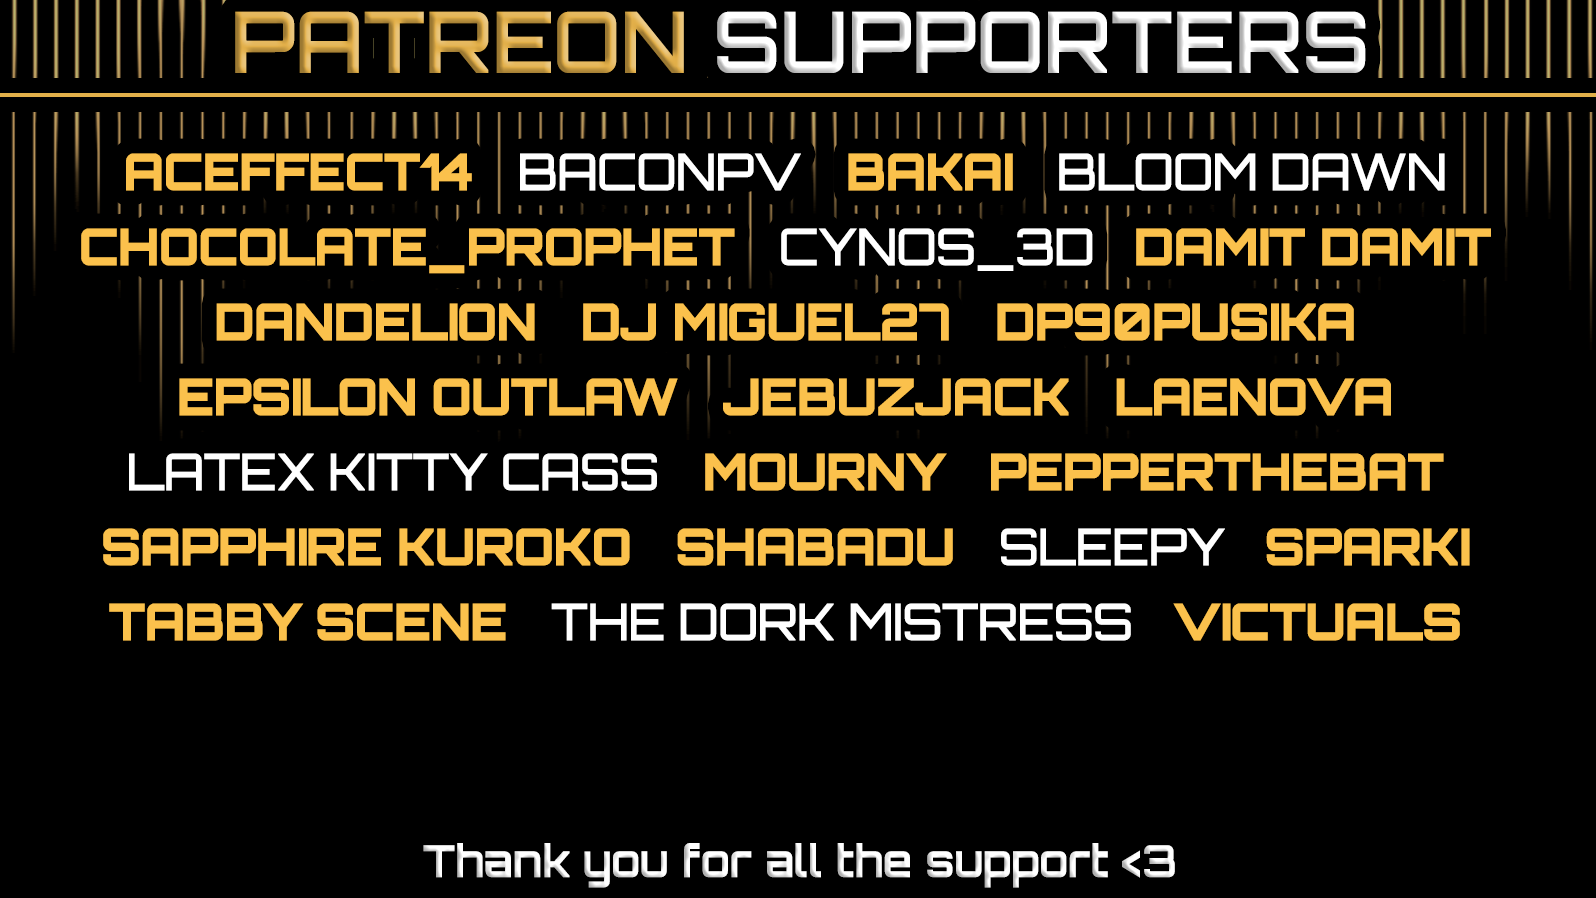 PATREON SUPPORTERS
ACEFFECT14 BACONPV BAKAI BLOOM DAWN
CHOCOLATE_PROPHET CYNOS_3D DAMIT DAMIT
DANDELION DJ MIGUEL27 DP90PUSIKA
EPSILON OUTLAW JEBUZJACK LAENOVA
LATEX KITTY CASS MOURNY PEPPERTHEBAT
SAPPHIRE KUROKO SHABADU SLEEPY SPARKI
TABBY SCENE THE DORK MISTRESS VICTUALS
Thank you for all the support <3